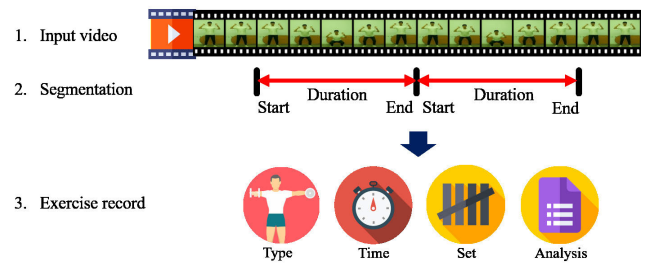 1. Input video
2. Segmentation
Duration Duration
Start End Start End
3. Exercise record
Type Time Set Analysis